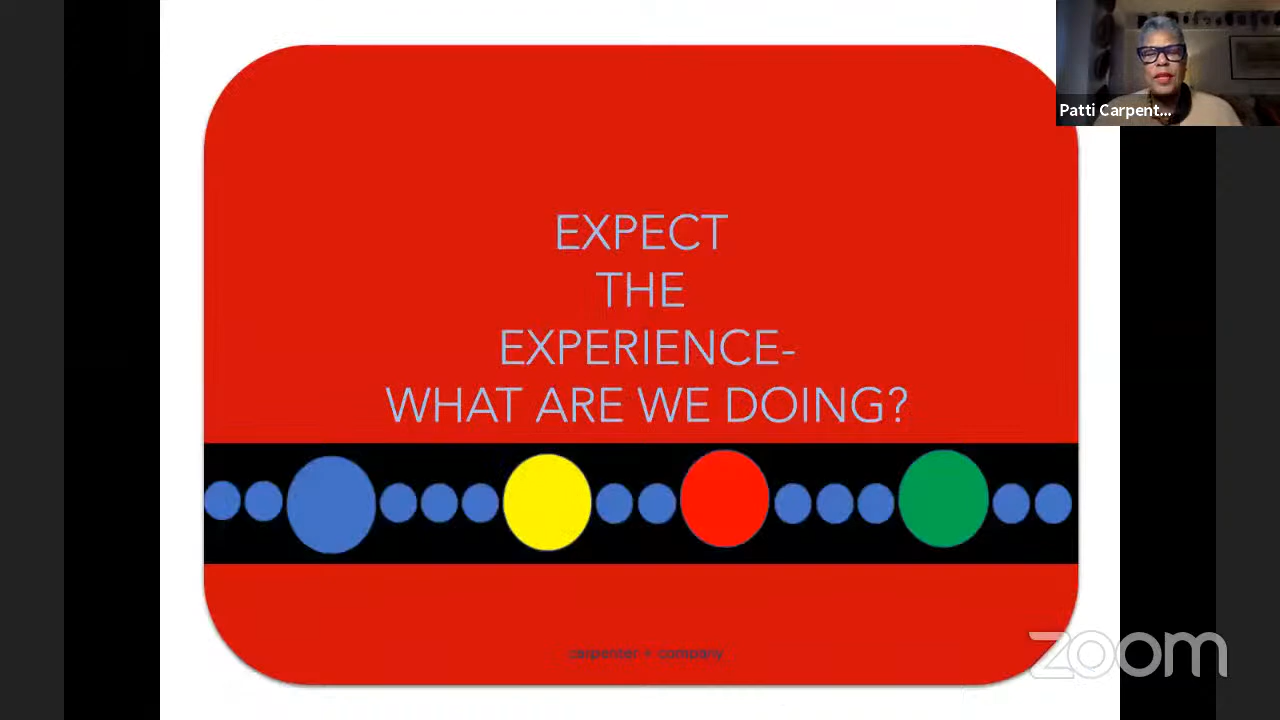 Patti Carpent...
EXPECT
THE
EXPERIENCE-
WHAT ARE WE DOING?
carpenter + company
zoom